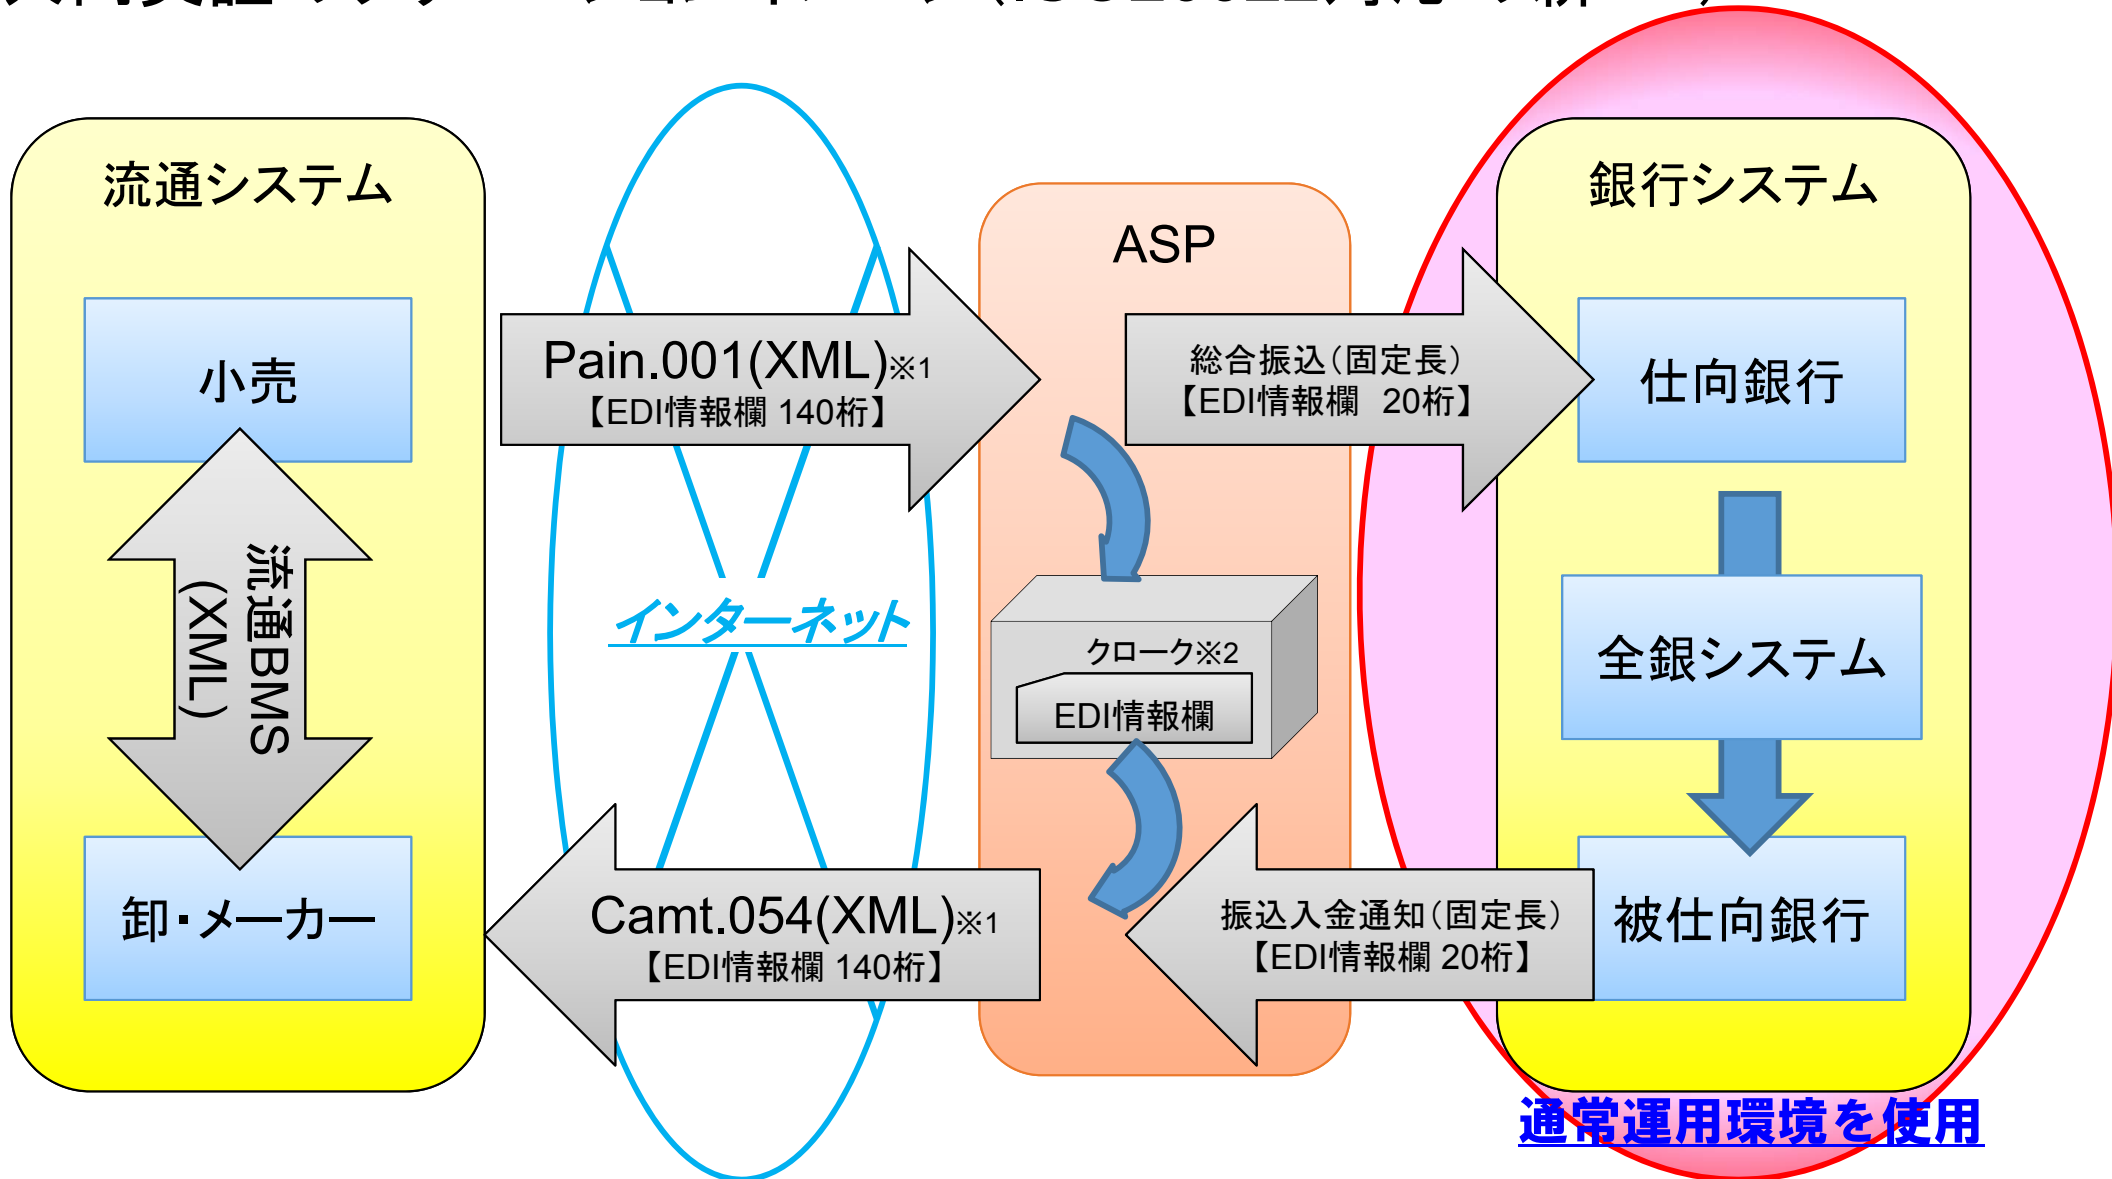 流通システム
小売
流通BMS
(XML)
卸・メーカー
Pain.001(XML)※1
【EDI情報欄 140桁】
インターネット
Camt.054(XML)※1
【EDI情報欄 140桁】
ASP
クローク※2
EDI情報欄
総合振込（固定長）
【EDI情報欄　20桁】
振込入金通知（固定長）
【EDI情報欄 20桁】
銀行システム
仕向銀行
全銀システム
被仕向銀行
通常運用環境を使用